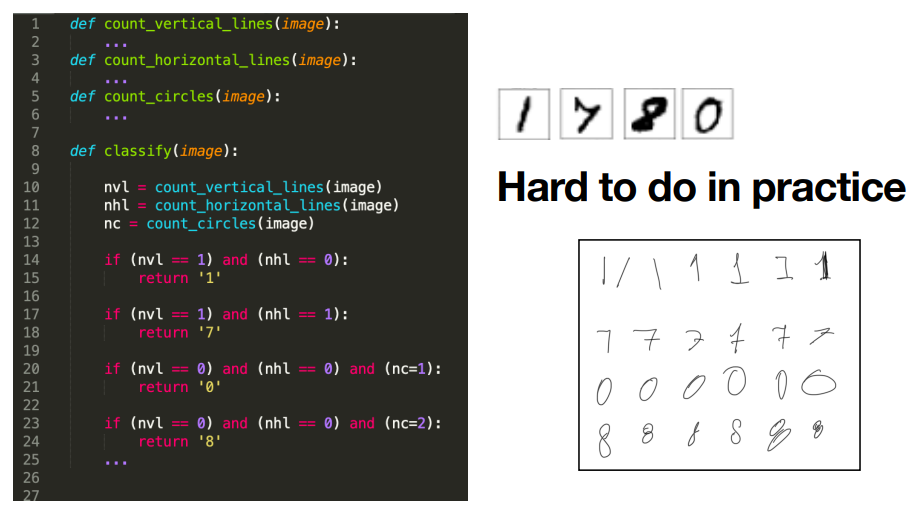 1 def count_vertical_lines(image):
2 ...
3 def count_horizontal_lines(image):
4 ...
5 def count_circles(image):
6 ...
7
8 def classify(image):
9
10 nvl = count_vertical_lines(image)
11 nhl = count_horizontal_lines(image)
12 nc = count_circles(image)
13
14 if (nvl == 1) and (nhl == 0):
15 return '1'
16
17 if (nvl == 1) and (nhl == 1):
18 return '7'
19
20 if (nvl == 0) and (nhl == 0) and (nc=1):
21 return '0'
22
23 if (nvl == 0) and (nhl == 0) and (nc=2):
24 return '8'
25 ...
26
27
1 7 8 0
Hard to do in practice
1 / \ 1 1 1 1
7 7 7 7 7 7
0 0 0 0 0 0
8 8 8 8 8 8